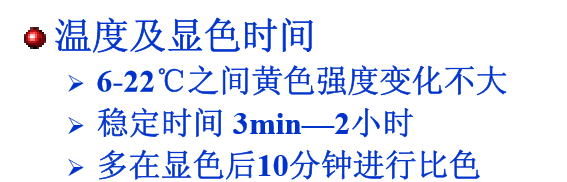 温度及显色时间
6-22℃之间黄色强度变化不大
稳定时间 3min—2小时
多在显色后10分钟进行比色